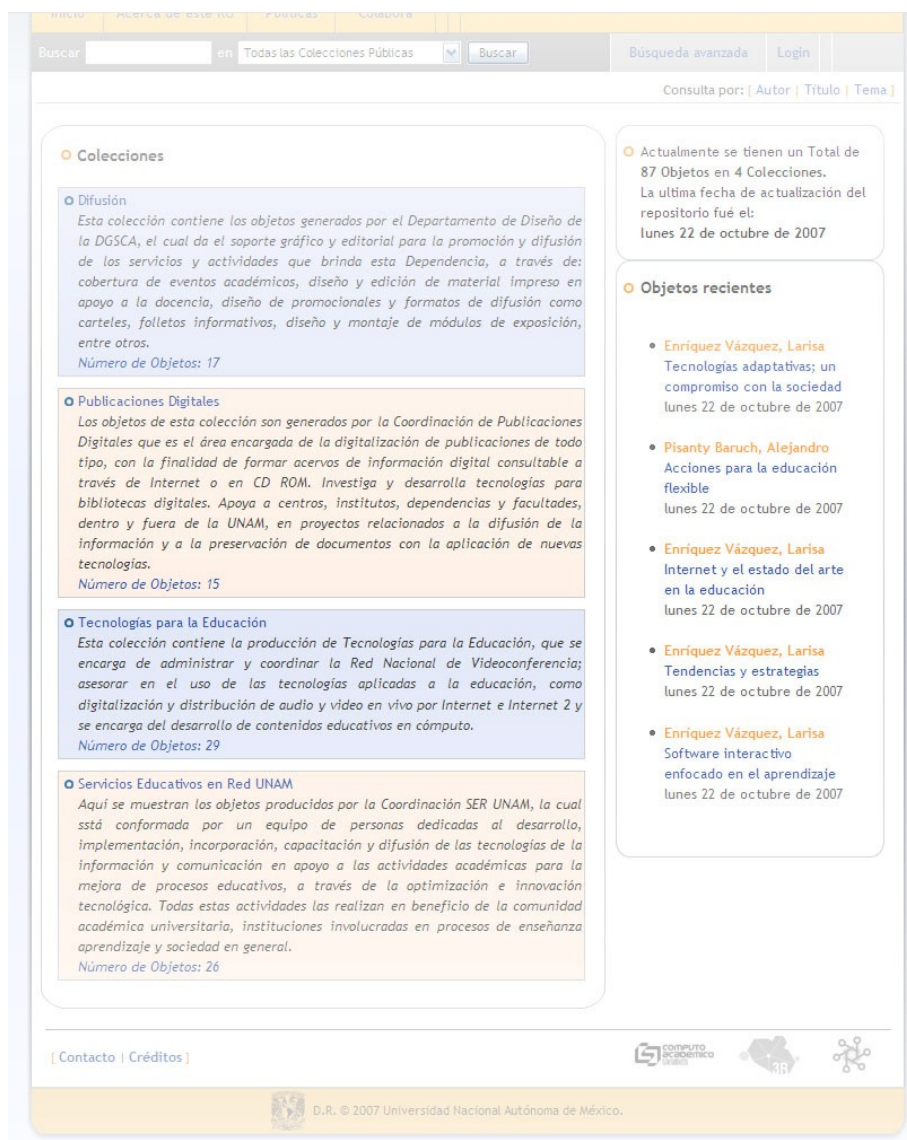 Inicio Acerca de este RU Políticas Colabora
Buscar en Todas las Colecciones Públicas Buscar Búsqueda avanzada Login
Consulta por: [ Autor | Título | Tema ]
Colecciones
Difusión
Esta colección contiene los objetos generados por el Departamento de Diseño de
la DGSCA, el cual da el soporte gráfico y editorial para la promoción y difusión
de los servicios y actividades que brinda esta Dependencia, a través de:
cobertura de eventos académicos, diseño y edición de material impreso en
apoyo a la docencia, diseño de promocionales y formatos de difusión como
carteles, folletos informativos, diseño y montaje de módulos de exposición,
entre otros.
Número de Objetos: 17
Publicaciones Digitales
Los objetos de esta colección son generados por la Coordinación de Publicaciones
Digitales que es el área encargada de la digitalización de publicaciones de todo
tipo, con la finalidad de formar acervos de información digital consultable a
través de Internet o en CD ROM. Investiga y desarrolla tecnologías para
bibliotecas digitales. Apoya a centros, institutos, dependencias y facultades,
dentro y fuera de la UNAM, en proyectos relacionados a la difusión de la
información y a la preservación de documentos con la aplicación de nuevas
tecnologías.
Número de Objetos: 15
Tecnologías para la Educación
Esta colección contiene la producción de Tecnologías para la Educación, que se
encarga de administrar y coordinar la Red Nacional de Videoconferencia;
asesorar en el uso de las tecnologías aplicadas a la educación, como
digitalización y distribución de audio y video en vivo por Internet e Internet 2 y
se encarga del desarrollo de contenidos educativos en cómputo.
Número de Objetos: 29
Servicios Educativos en Red UNAM
Aquí se muestran los objetos producidos por la Coordinación SER UNAM, la cual
sstá conformada por un equipo de personas dedicadas al desarrollo,
implementación, incorporación, capacitación y difusión de las tecnologías de la
información y comunicación en apoyo a las actividades académicas para la
mejora de procesos educativos, a través de la optimización e innovación
tecnológica. Todas estas actividades las realizan en beneficio de la comunidad
académica universitaria, instituciones involucradas en procesos de enseñanza
aprendizaje y sociedad en general.
Número de Objetos: 26
Actualmente se tienen un Total de
87 Objetos en 4 Colecciones.
La ultima fecha de actualización del
repositorio fué el:
lunes 22 de octubre de 2007
Objetos recientes
Enríquez Vázquez, Larisa
Tecnologías adaptativas; un
compromiso con la sociedad
lunes 22 de octubre de 2007
Pisanty Baruch, Alejandro
Acciones para la educación
flexible
lunes 22 de octubre de 2007
Enríquez Vázquez, Larisa
Internet y el estado del arte
en la educación
lunes 22 de octubre de 2007
Enríquez Vázquez, Larisa
Tendencias y estrategias
lunes 22 de octubre de 2007
Enríquez Vázquez, Larisa
Software interactivo
enfocado en el aprendizaje
lunes 22 de octubre de 2007
[ Contacto | Créditos ]
COMPUTO
ACADEMICO
3R
D.R. © 2007 Universidad Nacional Autónoma de México.